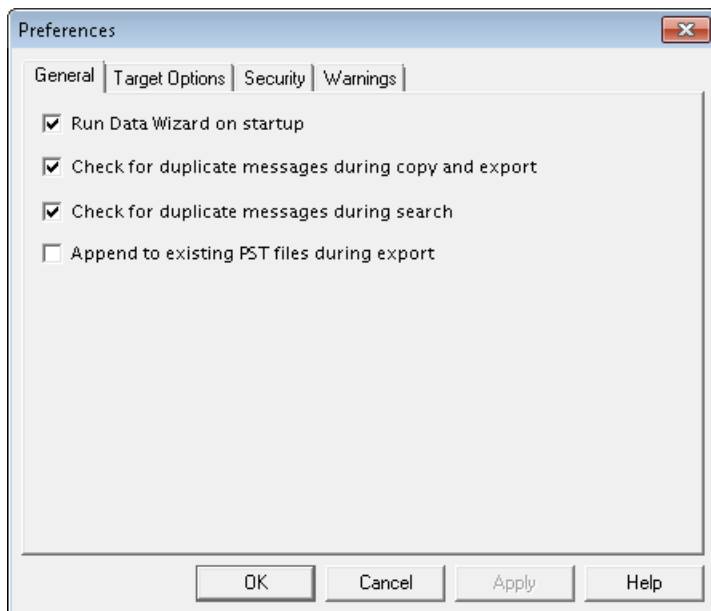 Preferences
General Target Options Security Warnings
Run Data Wizard on startup
Check for duplicate messages during copy and export
Check for duplicate messages during search
Append to existing PST files during export
OK Cancel Apply Help